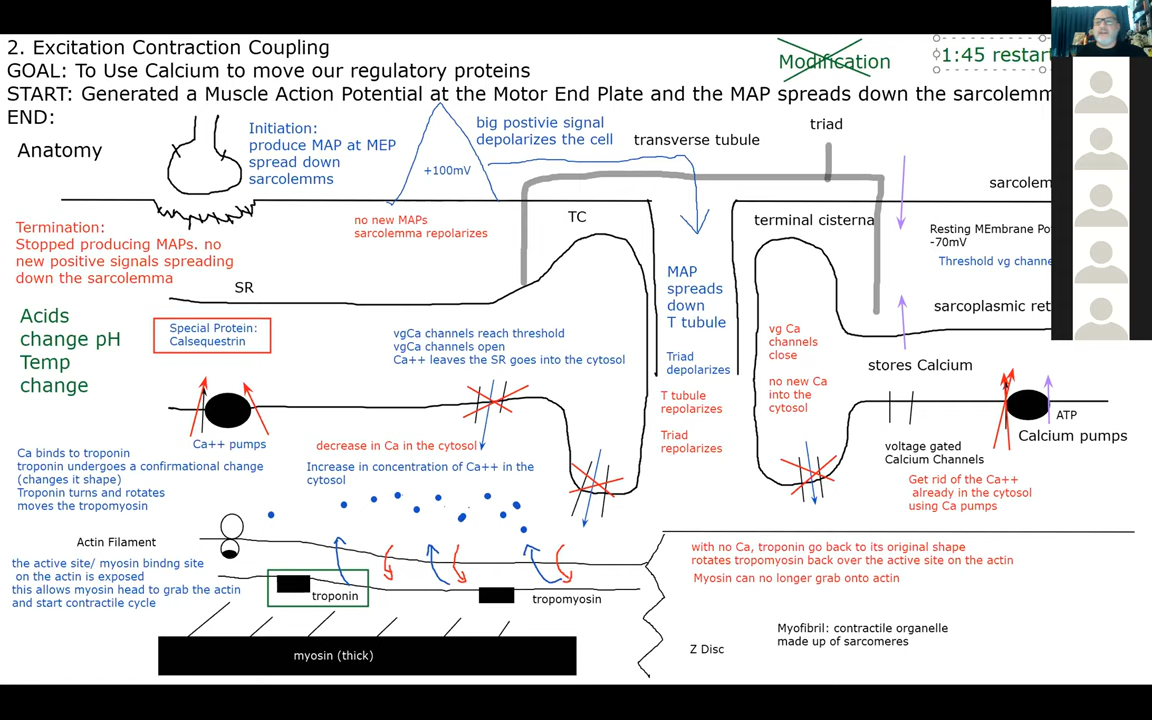 2. Excitation Contraction Coupling
GOAL: To Use Calcium to move our regulatory proteins
START: Generated a Muscle Action Potential at the Motor End Plate and the MAP spreads down the sarcolemm
END:
Modification
1:45 restar
Anatomy
Initiation:
produce MAP at MEP
spread down
sarcolemms
+100mV
big postivie signal
depolarizes the cell
transverse tubule
triad
sarcolem
Termination:
Stopped producing MAPs. no
new positive signals spreading
down the sarcolemma
no new MAPs
sarcolemma repolarizes
TC
terminal cisterna
Resting MEmbrane Po
-70mV
Threshold vg channe
SR
MAP
spreads
down
T tubule
sarcoplasmic ret
Acids
change pH
Temp
change
Special Protein:
Calsequestrin
vgCa channels reach threshold
vgCa channels open
Ca++ leaves the SR goes into the cytosol
Triad
depolarizes
T tubule
repolarizes
Triad
repolarizes
vg Ca
channels
close
no new Ca
into the
cytosol
stores Calcium
ATP
Calcium pumps
Ca++ pumps
decrease in Ca in the cytosol
Increase in concentration of Ca++ in the
cytosol
voltage gated
Calcium Channels
Get rid of the Ca++
already in the cytosol
using Ca pumps
Ca binds to troponin
troponin undergoes a confirmational change
(changes it shape)
Troponin turns and rotates
moves the tropomyosin
Actin Filament
the active site/ myosin bindng site
on the actin is exposed
this allows myosin head to grab the actin
and start contractile cycle
troponin
tropomyosin
with no Ca, troponin go back to its original shape
rotates tropomyosin back over the active site on the actin
Myosin can no longer grab onto actin
myosin (thick)
Z Disc
Myofibril: contractile organelle
made up of sarcomeres